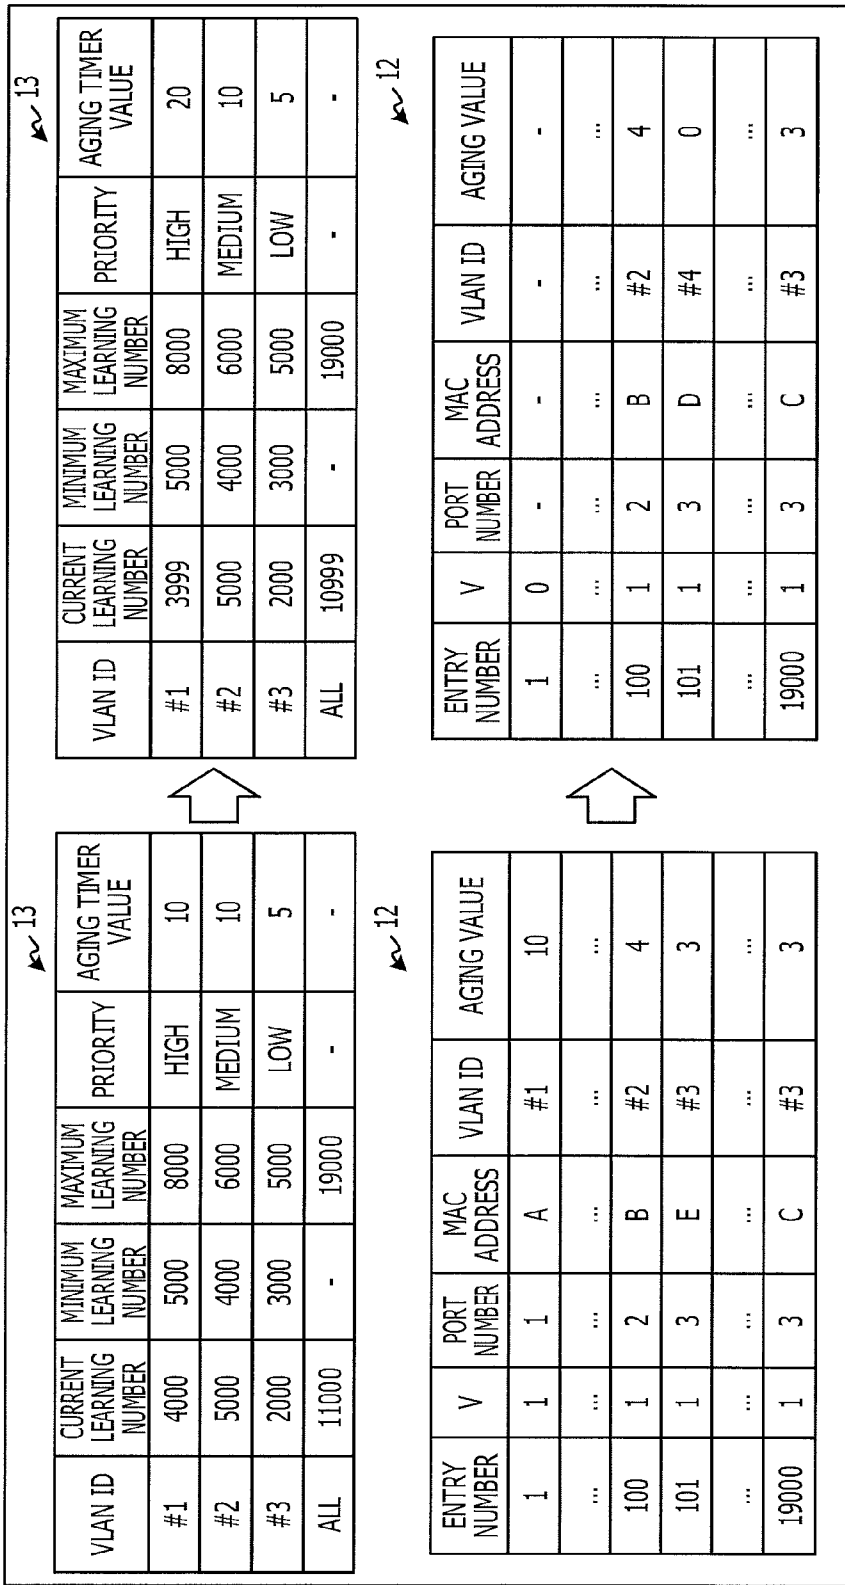 13
VLAN ID | CURRENT LEARNING NUMBER | MINIMUM LEARNING NUMBER | MAXIMUM LEARNING NUMBER | PRIORITY | AGING TIMER VALUE
#1 | 4000 | 5000 | 8000 | HIGH | 10
#2 | 5000 | 4000 | 6000 | MEDIUM | 10
#3 | 2000 | 3000 | 5000 | LOW | 5
ALL | 11000 | - | 19000 | - | -
13
VLAN ID | CURRENT LEARNING NUMBER | MINIMUM LEARNING NUMBER | MAXIMUM LEARNING NUMBER | PRIORITY | AGING TIMER VALUE
#1 | 3999 | 5000 | 8000 | HIGH | 20
#2 | 5000 | 4000 | 6000 | MEDIUM | 10
#3 | 2000 | 3000 | 5000 | LOW | 5
ALL | 10999 | - | 19000 | - | -
12
ENTRY NUMBER | V | PORT NUMBER | MAC ADDRESS | VLAN ID | AGING VALUE
1 | 1 | 1 | A | #1 | 10
... | ... | ... | ... | ... | ...
100 | 1 | 2 | B | #2 | 4
101 | 1 | 3 | E | #3 | 3
... | ... | ... | ... | ... | ...
19000 | 1 | 3 | C | #3 | 3
12
ENTRY NUMBER | V | PORT NUMBER | MAC ADDRESS | VLAN ID | AGING VALUE
1 | 0 | - | - | - | -
... | ... | ... | ... | ... | ...
100 | 1 | 2 | B | #2 | 4
101 | 1 | 3 | D | #4 | 0
... | ... | ... | ... | ... | ...
19000 | 1 | 3 | C | #3 | 3